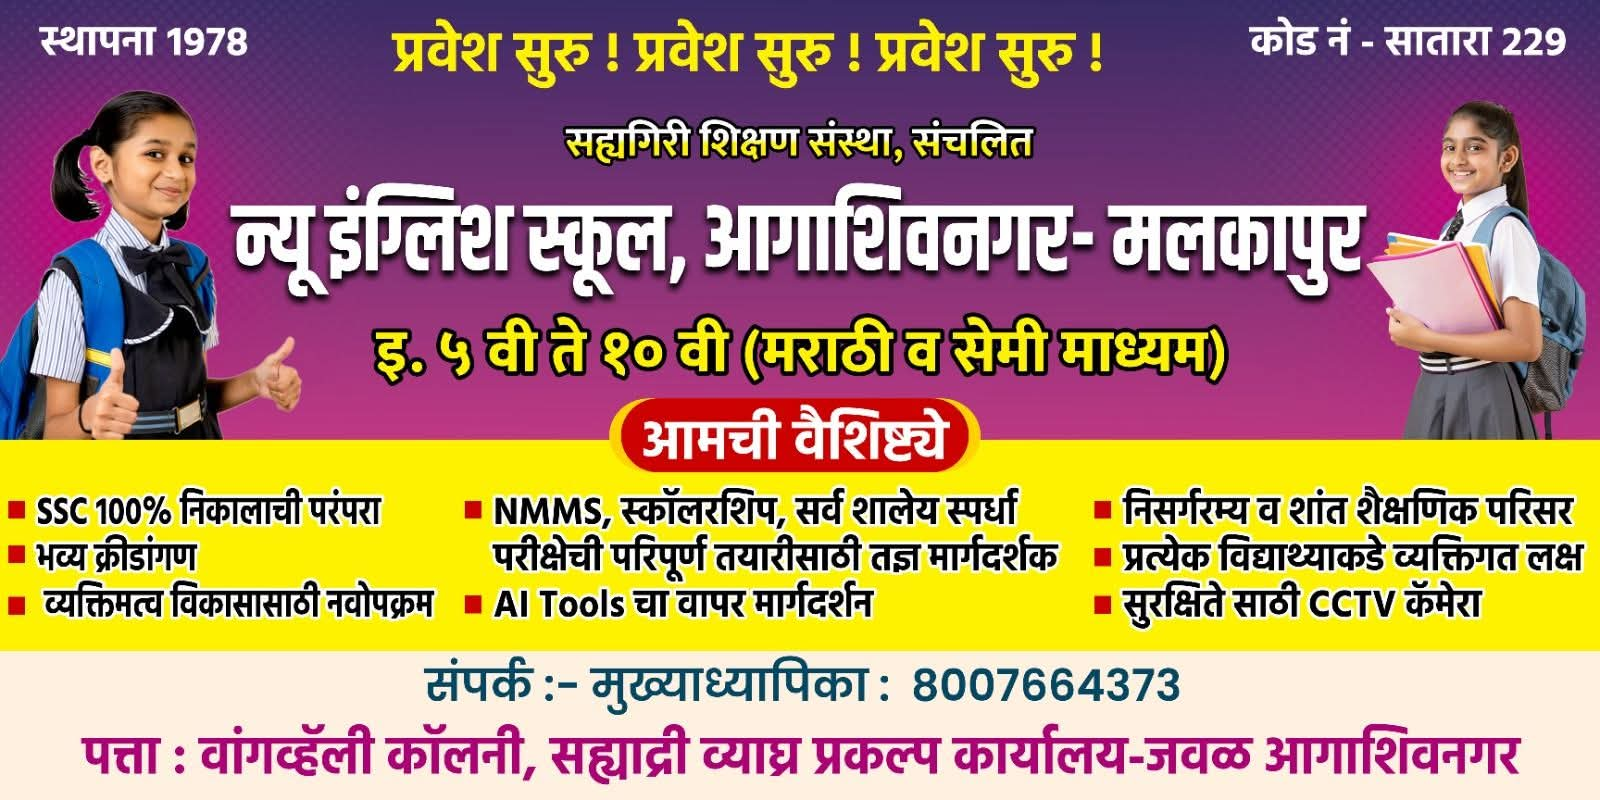 स्थापना 1978
प्रवेश सुरु ! प्रवेश सुरु ! प्रवेश सुरु !
कोड नं - सातारा 229
सह्यगिरी शिक्षण संस्था, संचलित
न्यू इंग्लिश स्कूल, आगाशिवनगर- मलकापुर
इ. ५ वी ते १० वी (मराठी व सेमी माध्यम)
आमची वैशिष्ट्ये
SSC 100% निकालाची परंपरा
भव्य क्रीडांगण
व्यक्तिमत्व विकासासाठी नवोपक्रम
NMMS, स्कॉलरशिप, सर्व शालेय स्पर्धा
परीक्षेची परिपूर्ण तयारीसाठी तज्ञ मार्गदर्शक
AI Tools चा वापर मार्गदर्शन
निसर्गरम्य व शांत शैक्षणिक परिसर
प्रत्येक विद्याथ्याकडे व्यक्तिगत लक्ष
सुरक्षिते साठी CCTV कॅमेरा
संपर्क :- मुख्याध्यापिका : 8007664373
पत्ता : वांगव्हॅली कॉलनी, सह्याद्री व्याघ्र प्रकल्प कार्यालय-जवळ आगाशिवनगर